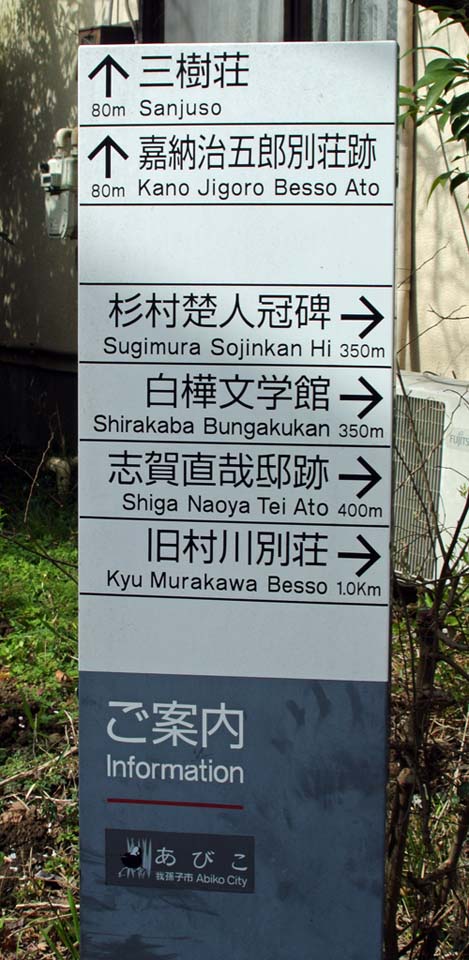 ↑ 三樹荘
80m Sanjuso
↑ 嘉納治五郎別荘跡
80m Kano Jigoro Besso Ato
杉村楚人冠碑 →
Sugimura Sojinkan Hi 350m
白樺文学館 →
Shirakaba Bungakukan 350m
志賀直哉邸跡 →
Shiga Naoya Tei Ato 400m
旧村川別荘 →
Kyu Murakawa Besso 1.0Km
ご案内
Information
あびこ
我孫子市 Abiko City
FUJITS